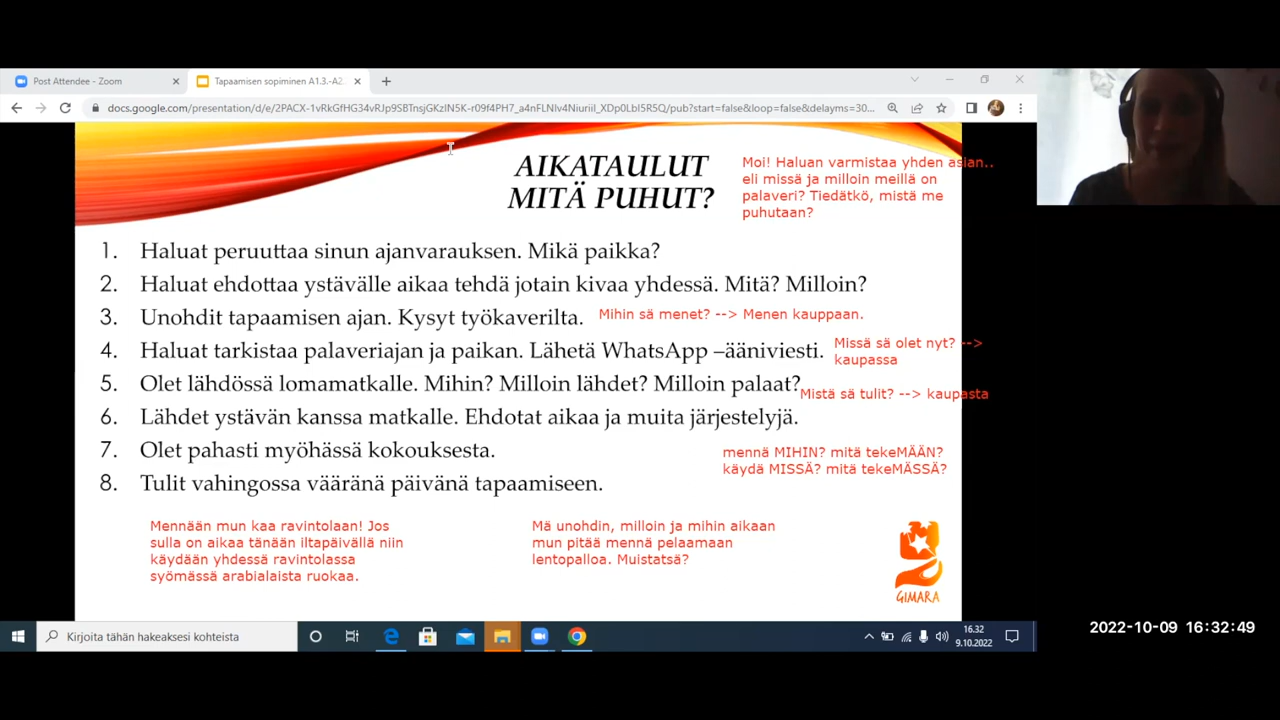 Post Attendee - Zoom
Tapaamisen sopiminen A1.3.-A2.
docs.google.com/presentation/d/e/2PACX-1vRkGfHG34vRJp9SBTnsjGKzIN5K-r09f4PH7_a4nFLNlv4NiuriiI_XDp0LbI5R5Q/pub?start=false&loop=false&delayms=30...
AIKATAULUT
MITÄ PUHUT?
Moi! Haluan varmistaa yhden asian..
eli missä ja milloin meillä on
palaveri? Tiedätkö, mistä me
puhutaan?
1. Haluat peruuttaa sinun ajanvarauksen. Mikä paikka?
2. Haluat ehdottaa ystävälle aikaa tehdä jotain kivaa yhdessä. Mitä? Milloin?
3. Unohdit tapaamisen ajan. Kysyt työkaverilta.
Mihin sä menet? --> Menen kauppaan.
4. Haluat tarkistaa palaveriajan ja paikan. Lähetä WhatsApp –ääniviesti.
Missä sä olet nyt? -->
kaupassa
5. Olet lähdössä lomamatkalle. Mihin? Milloin lähdet? Milloin palaat?
Mistä sä tulit? --> kaupasta
6. Lähdet ystävän kanssa matkalle. Ehdotat aikaa ja muita järjestelyjä.
7. Olet pahasti myöhässä kokouksesta.
mennä MIHIN? mitä tekeMÄÄN?
käydä MISSÄ? mitä tekeMÄSSÄ?
8. Tulit vahingossa vääränä päivänä tapaamiseen.
Mennään mun kaa ravintolaan! Jos
sulla on aikaa tänään iltapäivällä niin
käydään yhdessä ravintolassa
syömässä arabialaista ruokaa.
Mä unohdin, milloin ja mihin aikaan
mun pitää mennä pelaamaan
lentopalloa. Muistatsä?
GIMARA
Kirjoita tähän hakeaksesi kohteista
16.32
9.10.2022
2022-10-09 16:32:49